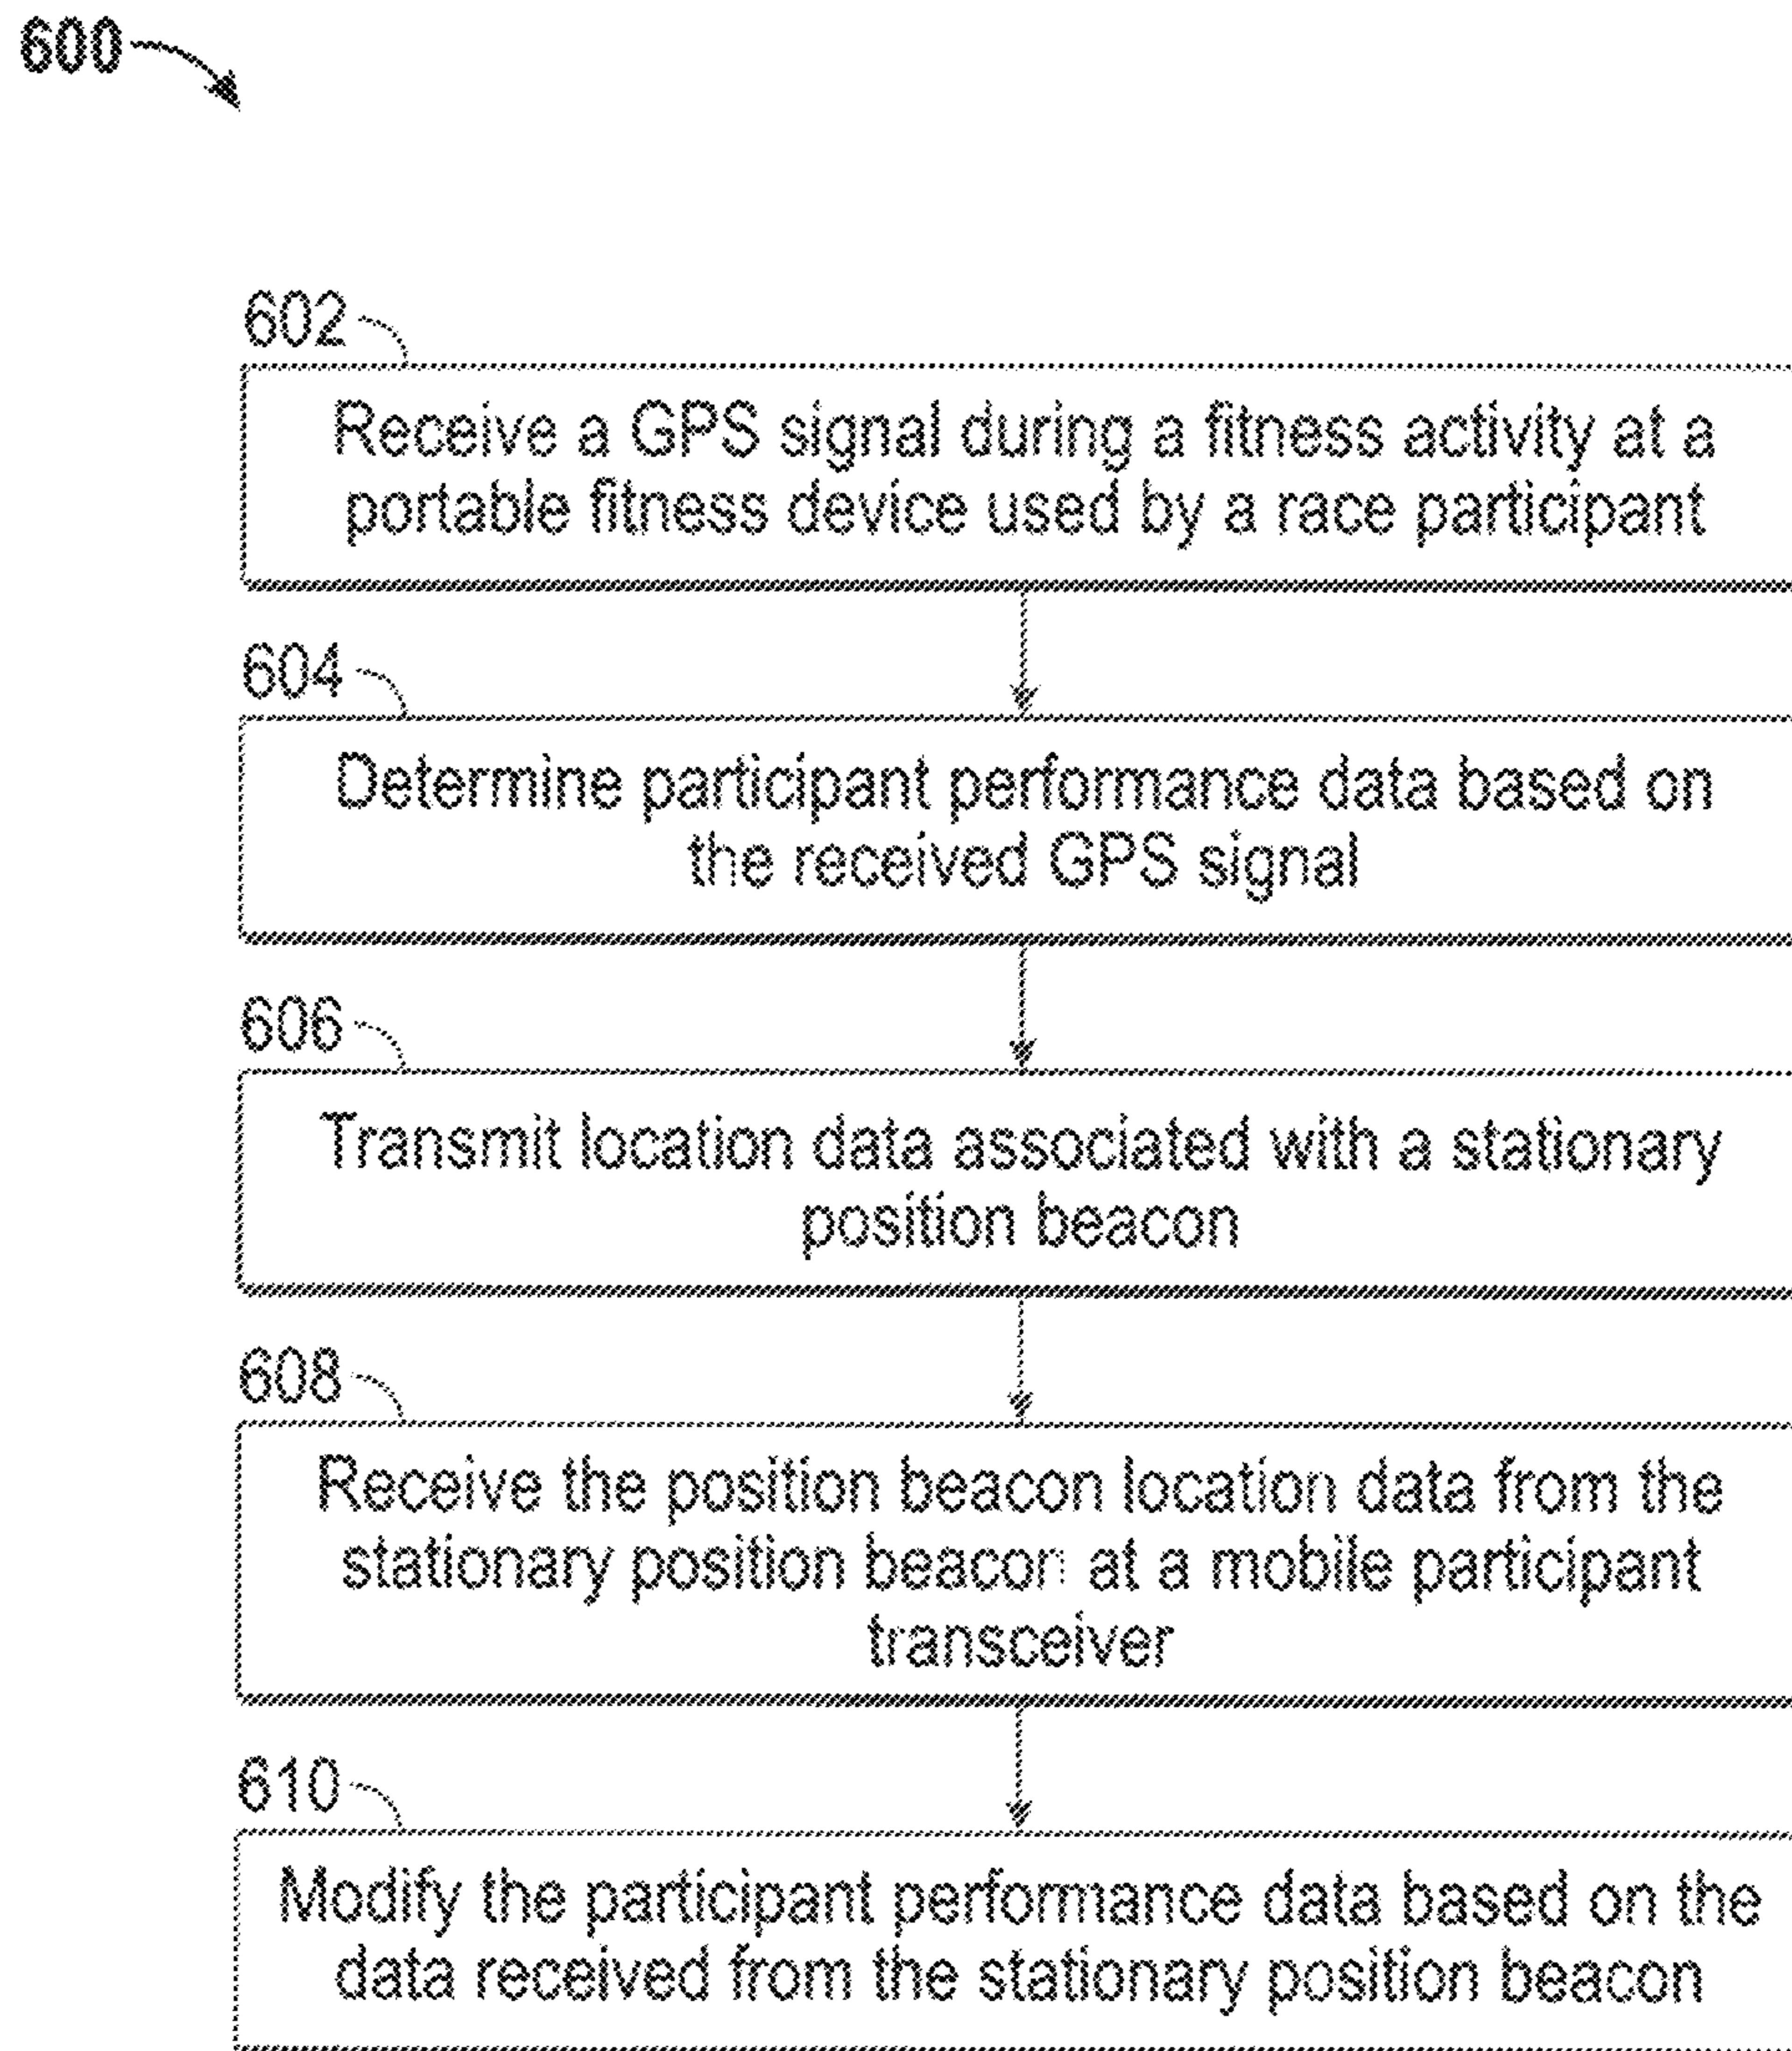 600
602
Receive a GPS signal during a fitness activity at a
portable fitness device used by a race participant
604
Determine participant performance data based on
the received GPS signal
606
Transmit location data associated with a stationary
position beacon
608
Receive the position beacon location data from the
stationary position beacon at a mobile participant
transceiver
610
Modify the participant performance data based on the
data received from the stationary position beacon